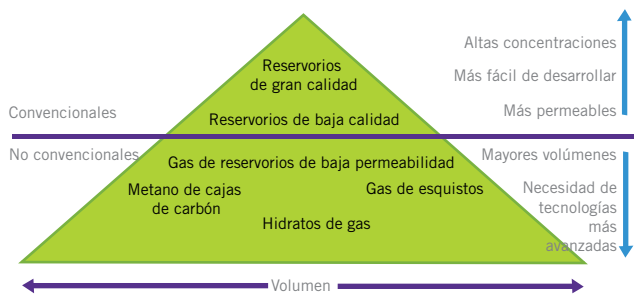 Altas concentraciones
Reservorios
de gran calidad
Más fácil de desarrollar
Convencionales
Reservorios de baja calidad
Más permeables
No convencionales
Gas de reservorios de baja permeabilidad
Mayores volúmenes
Metano de cajas
de carbón
Gas de esquistos
Necesidad de
tecnologías
más
avanzadas
Hidratos de gas
Volumen